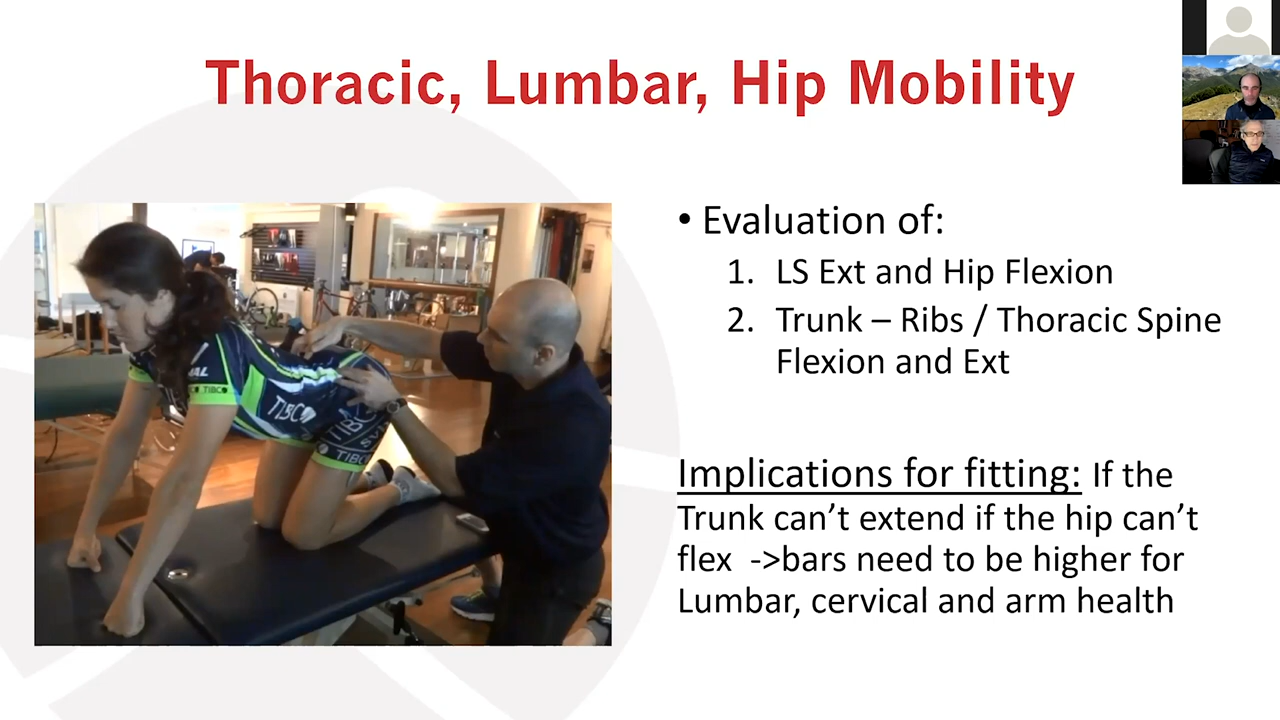 Thoracic, Lumbar, Hip Mobility
• Evaluation of:
1. LS Ext and Hip Flexion
2. Trunk – Ribs / Thoracic Spine
Flexion and Ext
Implications for fitting: If the
Trunk can’t extend if the hip can’t
flex ->bars need to be higher for
Lumbar, cervical and arm health
TIBCO
TIBCO
TIBCO